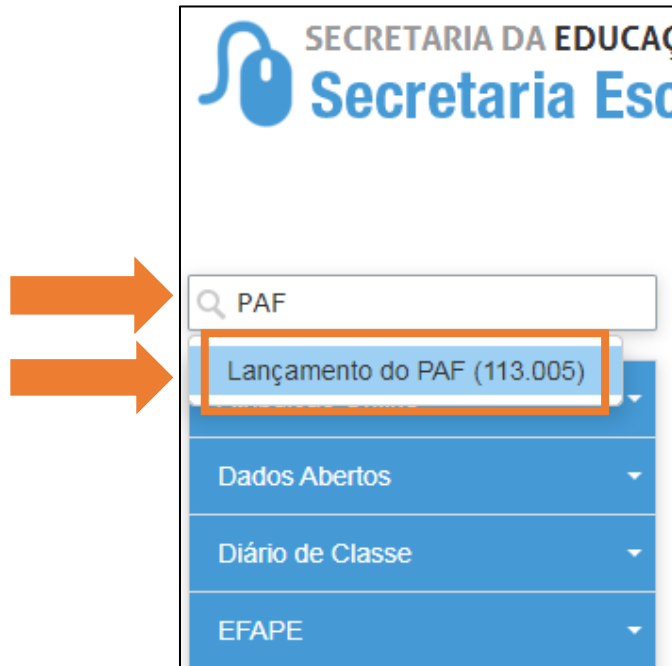 SECRETARIA DA EDUCAÇ
Secretaria Esc
PAF
Lançamento do PAF (113.005)
Dados Abertos
Diário de Classe
EFAPE